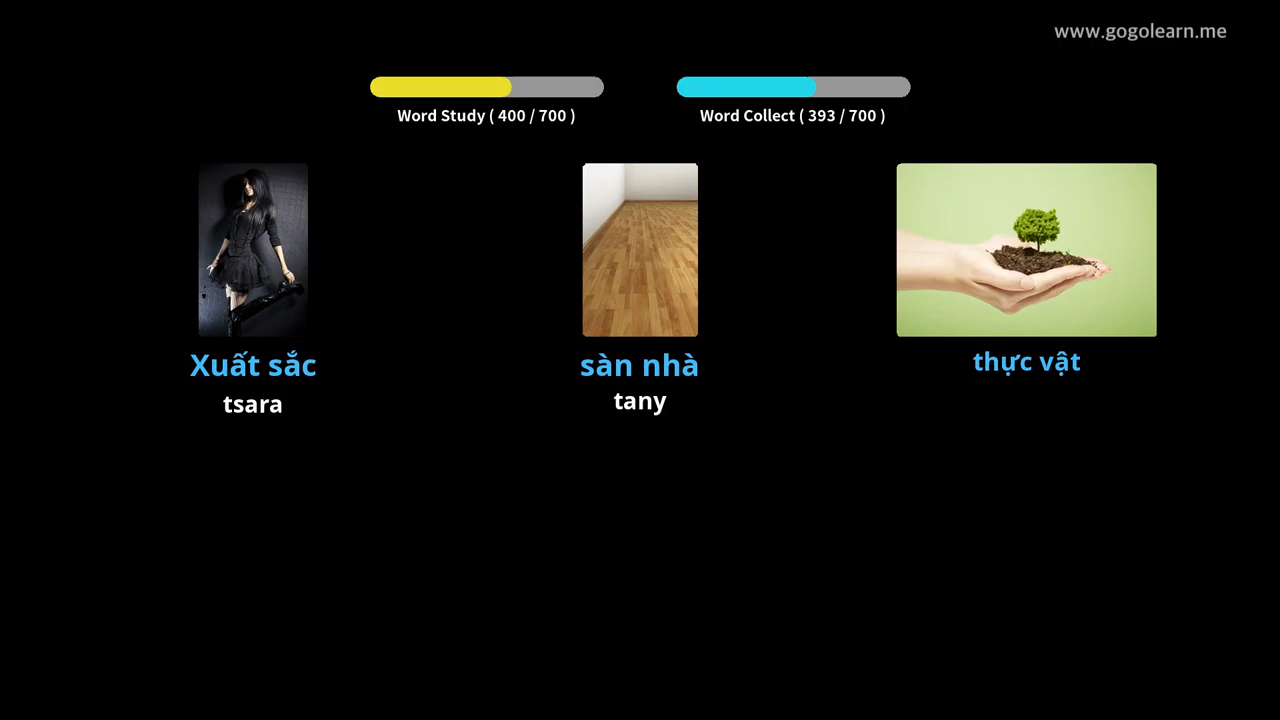 www.gogolearn.me
Word Study ( 400 / 700 )
Word Collect ( 393 / 700 )
Xuất sắc
tsara
sàn nhà
tany
thực vật